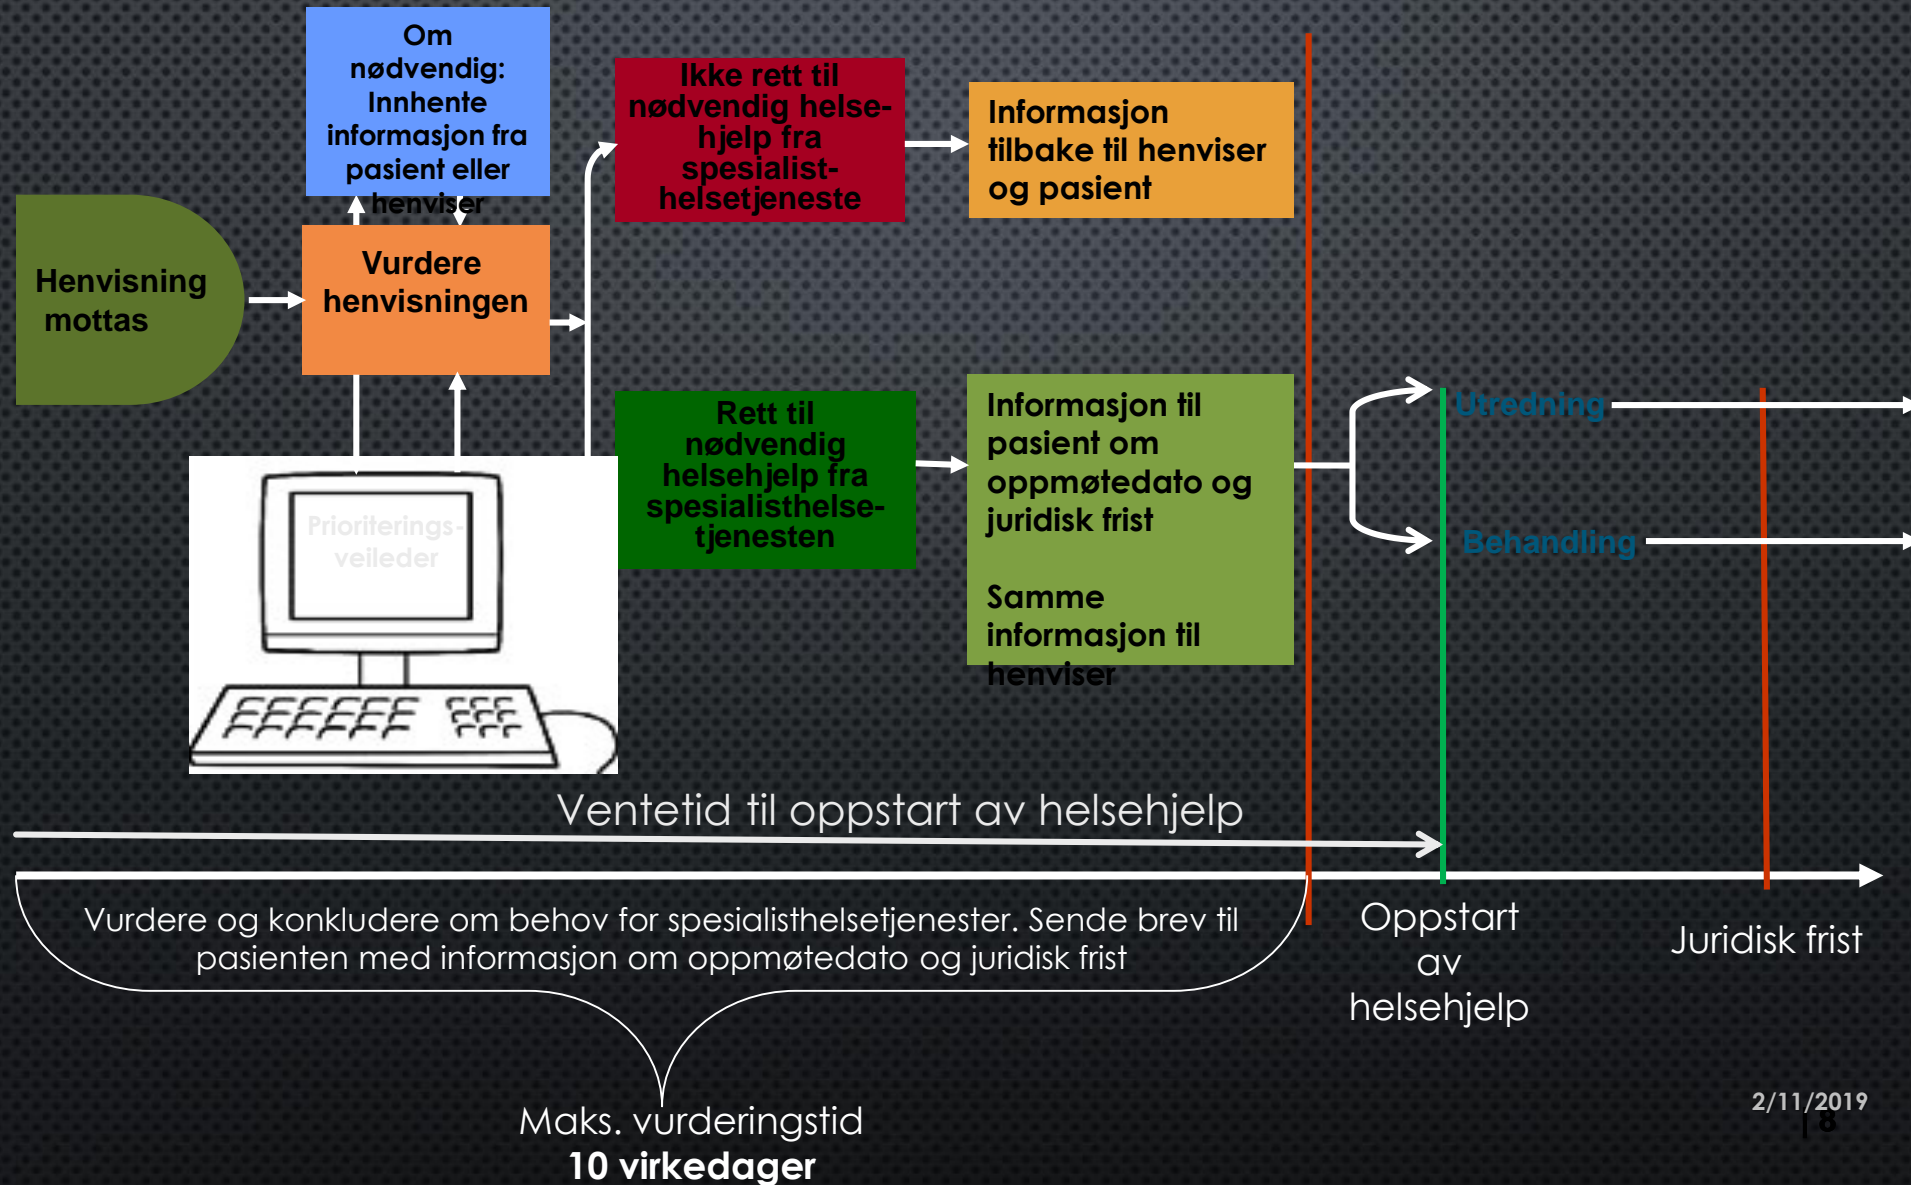 Om
nødvendig:
Innhente
informasjon fra
pasient eller
henviser
Ikke rett til
nødvendig helse-
hjelp fra
spesialist-
helsetjeneste
Informasjon
tilbake til henviser
og pasient
Henvisning
mottas
Vurdere
henvisningen
Rett til
nødvendig
helsehjelp fra
spesialisthelse-
tjenesten
Informasjon til
pasient om
oppmøtedato og
juridisk frist
Samme
informasjon til
henviser
Utredning
Behandling
Prioriterings-
veileder
Ventetid til oppstart av helsehjelp
Vurdere og konkludere om behov for spesialisthelsetjenester. Sende brev til
pasienten med informasjon om oppmøtedato og juridisk frist
Oppstart
av
helsehjelp
Juridisk frist
Maks. vurderingstid
10 virkedager
2/11/2019
| 8